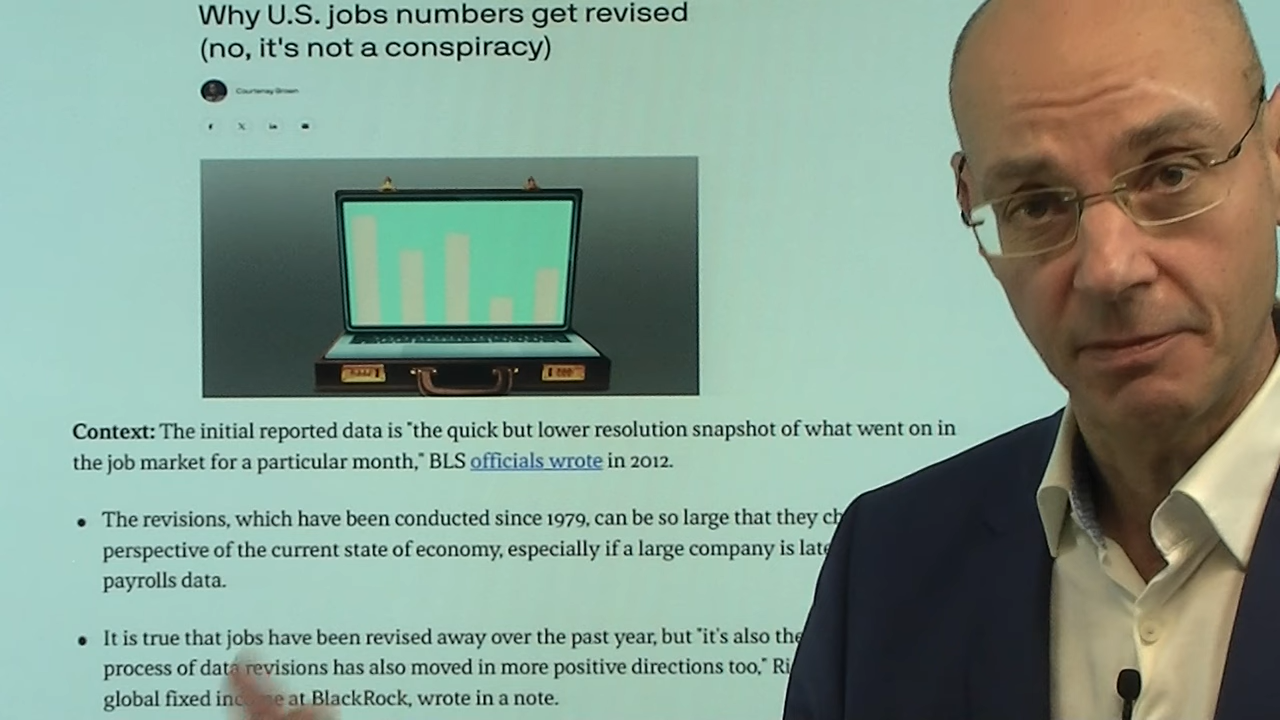 Why U.S. jobs numbers get revised
(no, it's not a conspiracy)
Courtenay Brown
Context: The initial reported data is "the quick but lower resolution snapshot of what went on in
the job market for a particular month," BLS officials wrote in 2012.
• The revisions, which have been conducted since 1979, can be so large that they
perspective of the current state of economy, especially if a large company is
payrolls data.
• It is true that jobs have been revised away over the past year, but "it's also
process of data revisions has also moved in more positive directions too,"
global fixed at BlackRock, wrote in a note.